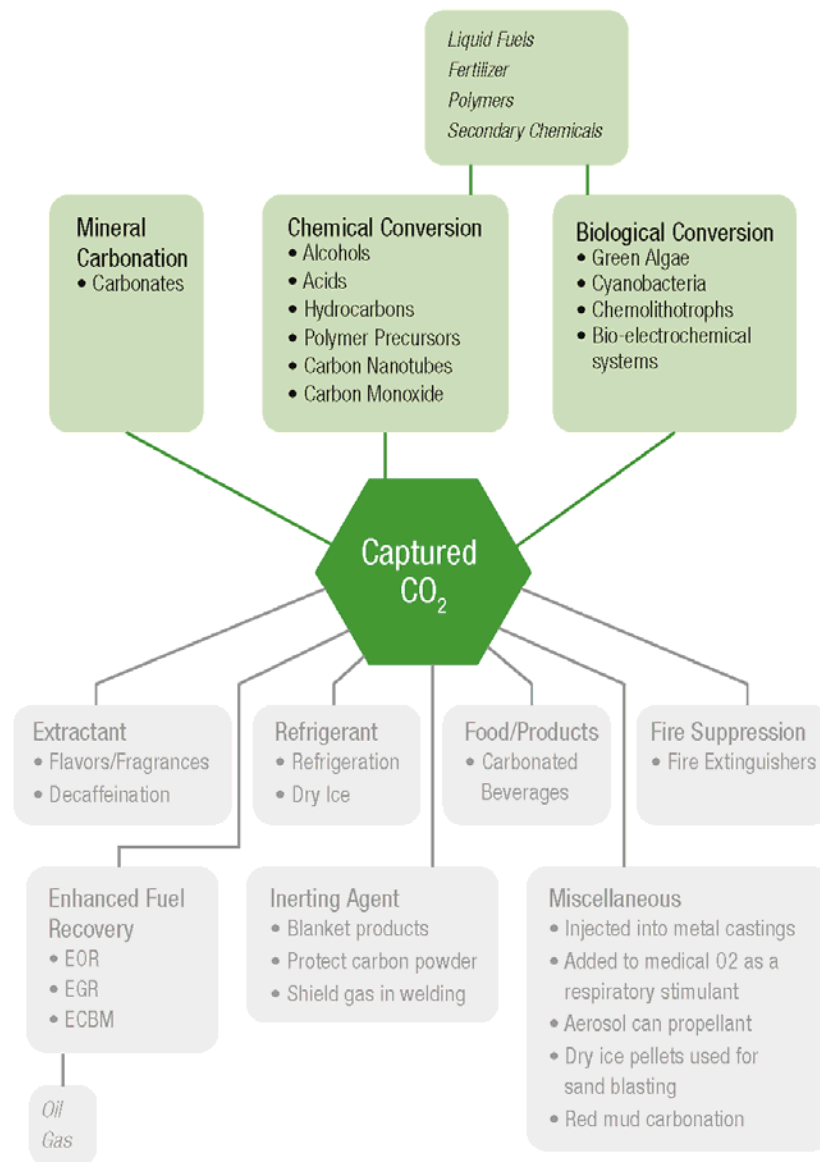 Liquid Fuels
Fertilizer
Polymers
Secondary Chemicals
Mineral
Carbonation
• Carbonates
Chemical Conversion
• Alcohols
• Acids
• Hydrocarbons
• Polymer Precursors
• Carbon Nanotubes
• Carbon Monoxide
Biological Conversion
• Green Algae
• Cyanobacteria
• Chemolithotrophs
• Bio-electrochemical
systems
Captured
CO₂
Extractant
• Flavors/Fragrances
• Decaffeination
Refrigerant
• Refrigeration
• Dry Ice
Food/Products
• Carbonated
Beverages
Fire Suppression
• Fire Extinguishers
Enhanced Fuel
Recovery
• EOR
• EGR
• ECBM
Inerting Agent
• Blanket products
• Protect carbon powder
• Shield gas in welding
Miscellaneous
• Injected into metal castings
• Added to medical O2 as a
respiratory stimulant
• Aerosol can propellant
• Dry ice pellets used for
sand blasting
• Red mud carbonation
Oil
Gas